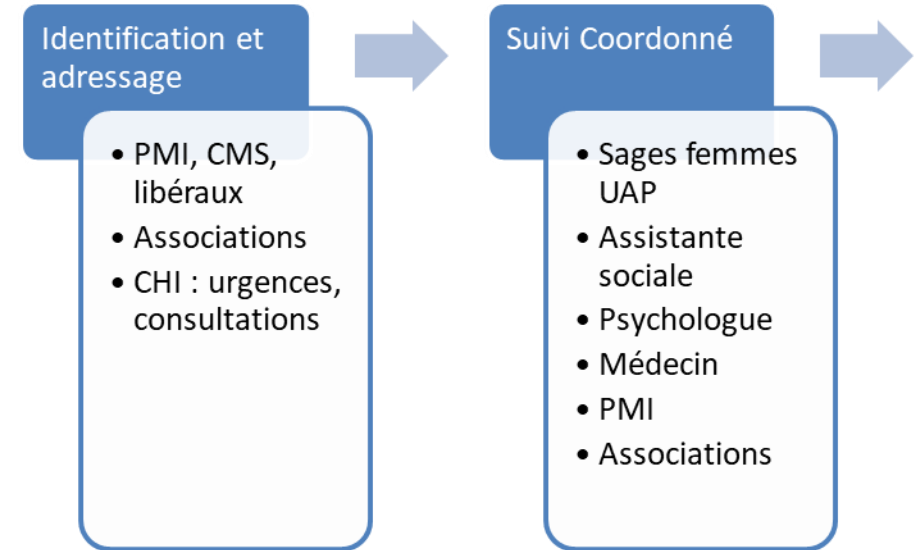 Identification et
adressage
• PMI, CMS,
libéraux
• Associations
• CHI : urgences,
consultations
Suivi Coordonné
• Sages femmes
UAP
• Assistante
sociale
• Psychologue
• Médecin
• PMI
• Associations